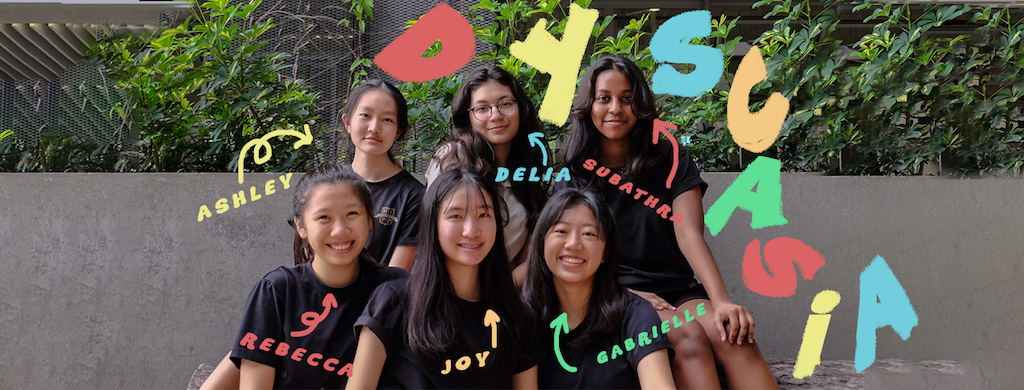 DYSCASiA
ASHLEY
DELIA
SUBATHRA
REBECCA
JOY
GABRIELLE